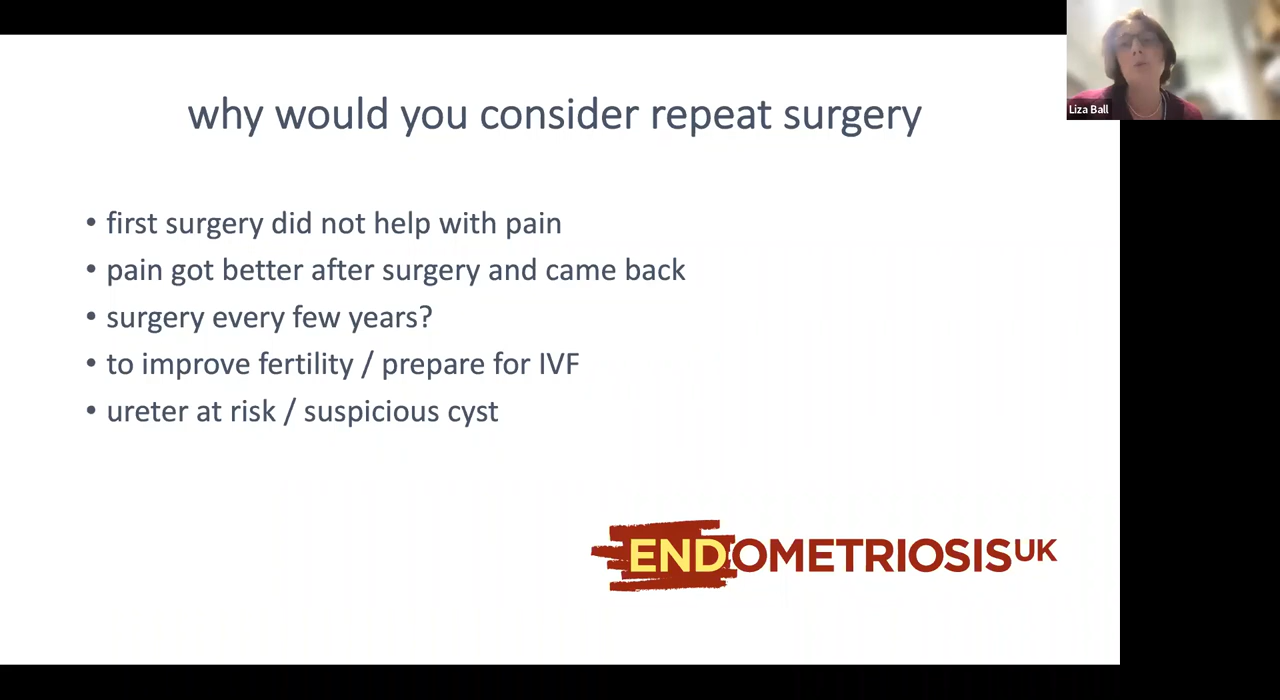 why would you consider repeat surgery
• first surgery did not help with pain
• pain got better after surgery and came back
• surgery every few years?
• to improve fertility / prepare for IVF
• ureter at risk / suspicious cyst
ENDOMETRIOSIS UK
Liza Ball